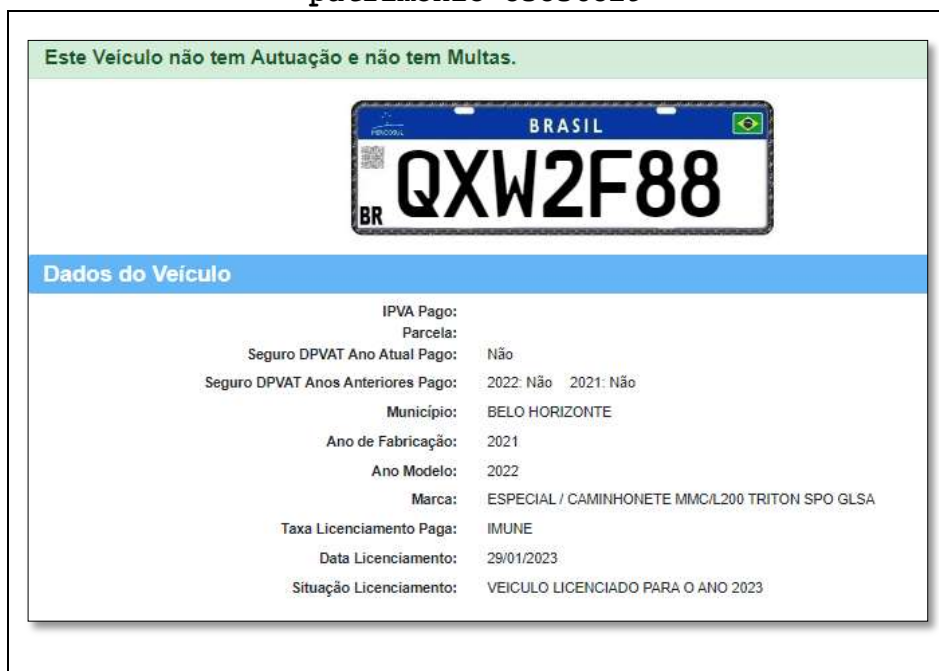 Este Veículo não tem Autuação e não tem Multas.
MERCOSUL
BRASIL
QXW2F88
BR
Dados do Veículo
IPVA Pago:
Parcela:
Seguro DPVAT Ano Atual Pago: Não
Seguro DPVAT Anos Anteriores Pago: 2022: Não 2021: Não
Município: BELO HORIZONTE
Ano de Fabricação: 2021
Ano Modelo: 2022
Marca: ESPECIAL / CAMINHONETE MMC/L200 TRITON SPO GLSA
Taxa Licenciamento Paga: IMUNE
Data Licenciamento: 29/01/2023
Situação Licenciamento: VEICULO LICENCIADO PARA O ANO 2023